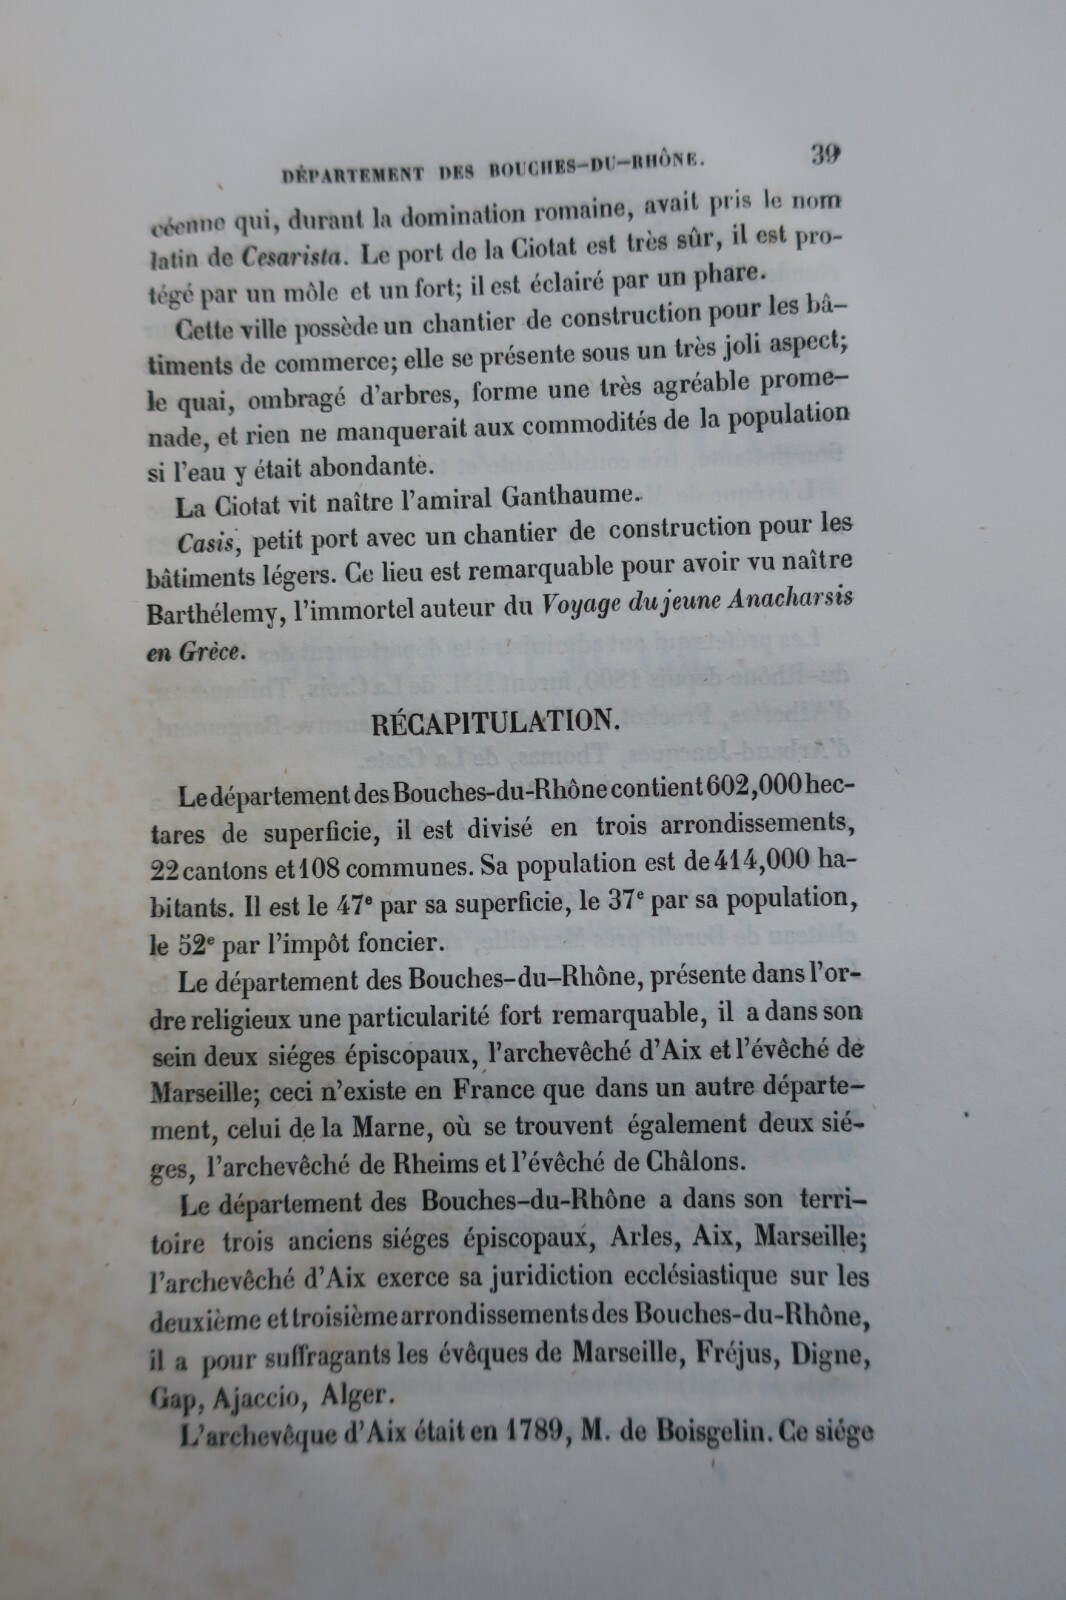 DÉPARTEMENT DES BOUCHES-DU-RHÔNE. 39
céenne qui, durant la domination romaine, avait pris le nom
latin de Cesarista. Le port de la Ciotat est très sûr, il est pro-
tégé par un môle et un fort; il est éclairé par un phare.
Cette ville possède un chantier de construction pour les bâ-
timents de commerce; elle se présente sous un très joli aspect;
le quai, ombragé d'arbres, forme une très agréable prome-
nade, et rien ne manquerait aux commodités de la population
si l'eau y était abondante.
La Ciotat vit naître l'amiral Ganthaume.
Casis, petit port avec un chantier de construction pour les
bâtiments légers. Ce lieu est remarquable pour avoir vu naître
Barthélemy, l'immortel auteur du Voyage du jeune Anacharsis
en Grèce.
RÉCAPITULATION.
Le département des Bouches-du-Rhône contient 602,000 hec-
tares de superficie, il est divisé en trois arrondissements,
22 cantons et 108 communes. Sa population est de 414,000 ha-
bitants. Il est le 47e par sa superficie, le 37e par sa population,
le 52e par l'impôt foncier.
Le département des Bouches-du-Rhône, présente dans l'or-
dre religieux une particularité fort remarquable, il a dans son
sein deux siéges épiscopaux, l'archevêché d'Aix et l'évêché de
Marseille; ceci n'existe en France que dans un autre départe-
ment, celui de la Marne, où se trouvent également deux sié-
ges, l'archevêché de Rheims et l'évêché de Châlons.
Le département des Bouches-du-Rhône a dans son terri-
toire trois anciens siéges épiscopaux, Arles, Aix, Marseille;
l'archevêché d'Aix exerce sa juridiction ecclésiastique sur les
deuxième et troisième arrondissements des Bouches-du-Rhône,
il a pour suffragants les évêques de Marseille, Fréjus, Digne,
Gap, Ajaccio, Alger.
L'archevêque d'Aix était en 1789, M. de Boisgelin. Ce siége